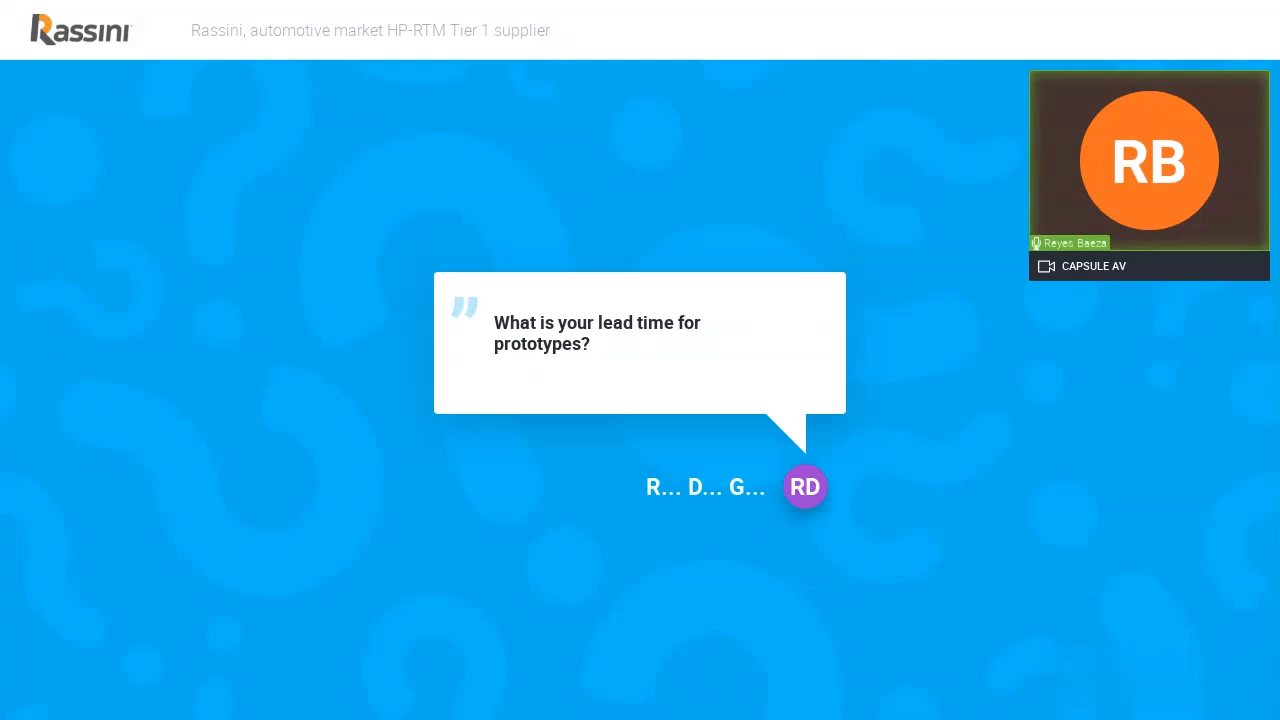 Rassini
Rassini, automotive market HP-RTM Tier 1 supplier
RB
Reyes Baeza
CAPSULE AV
”
What is your lead time for
prototypes?
R... D... G...
RD